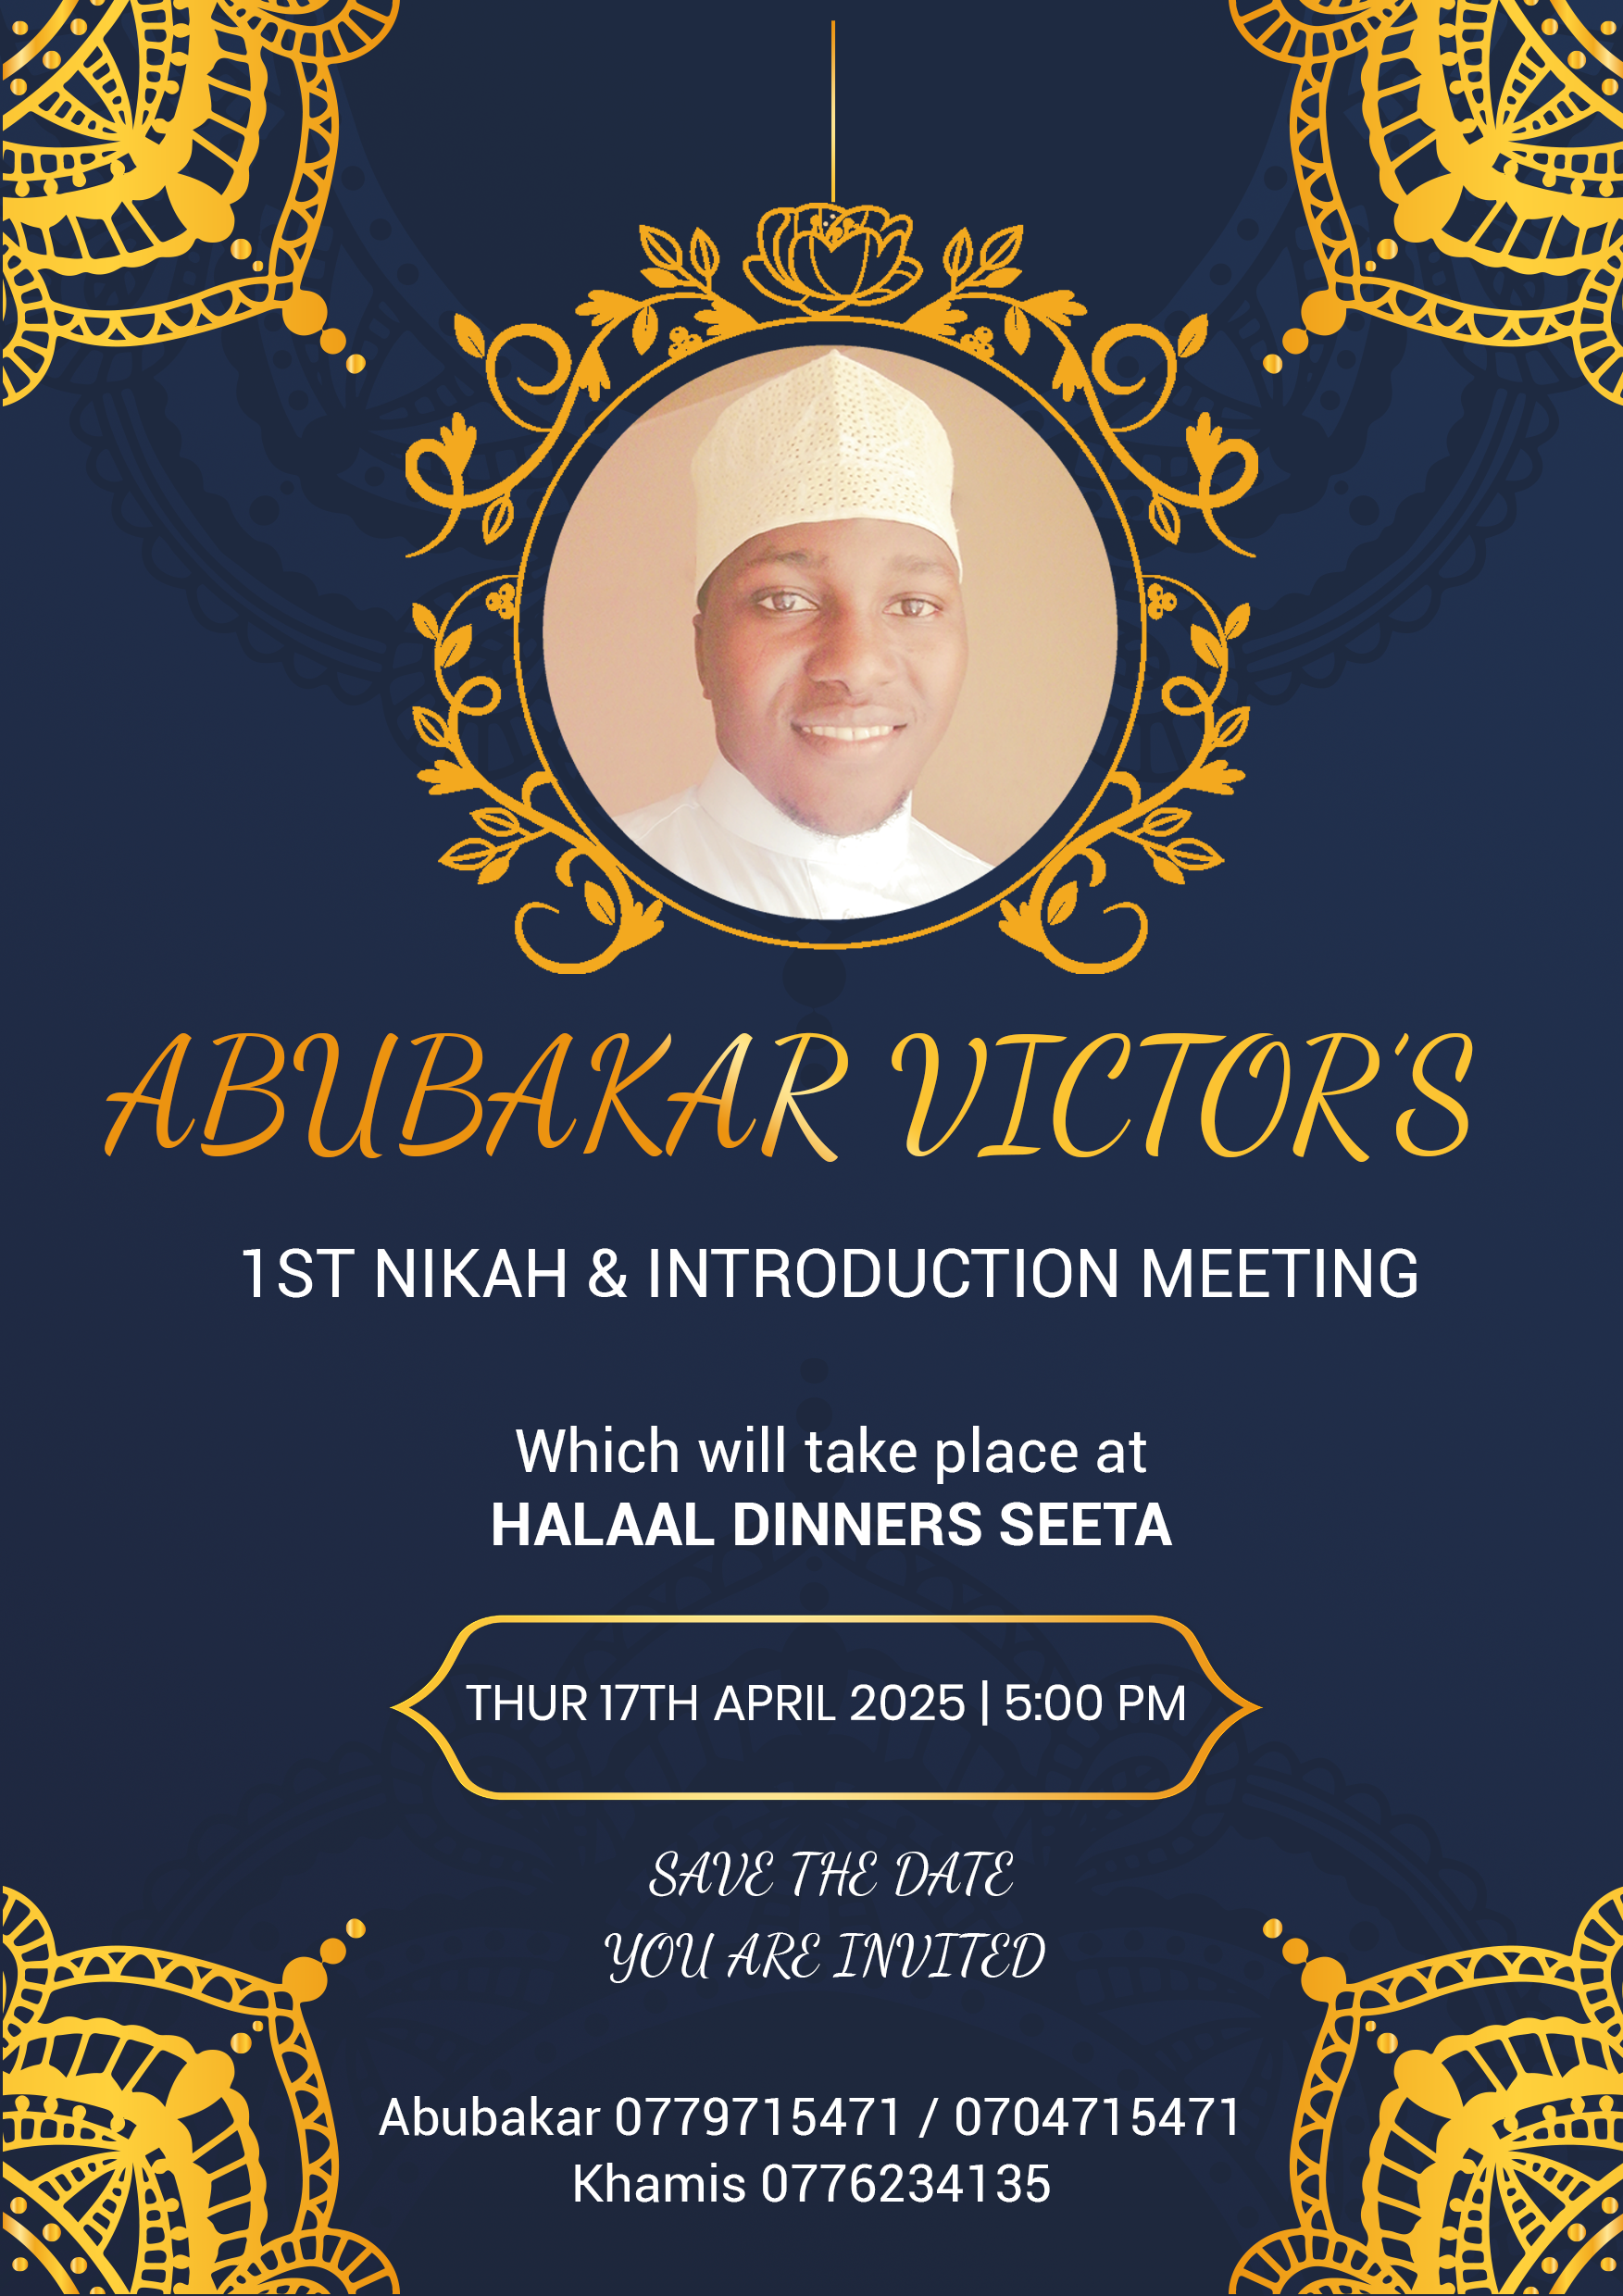 ABUBAKAR VICTOR'S
1ST NIKAH & INTRODUCTION MEETING
Which will take place at
HALAAL DINNERS SEETA
THUR 17TH APRIL 2025 | 5:00 PM
SAVE THE DATE
YOU ARE INVITED
Abubakar 0779715471 / 0704715471
Khamis 0776234135